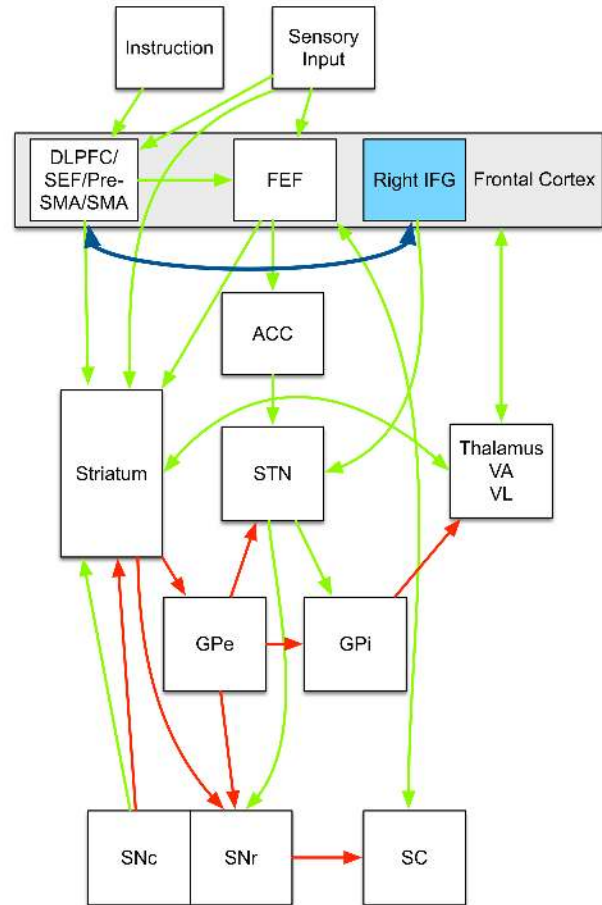 Instruction
Sensory
Input
DLPFC/
SEF/Pre-
SMA/SMA
FEF
Right IFG
Frontal Cortex
ACC
Striatum
STN
Thalamus
VA
VL
GPe
GPi
SNc
SNr
SC